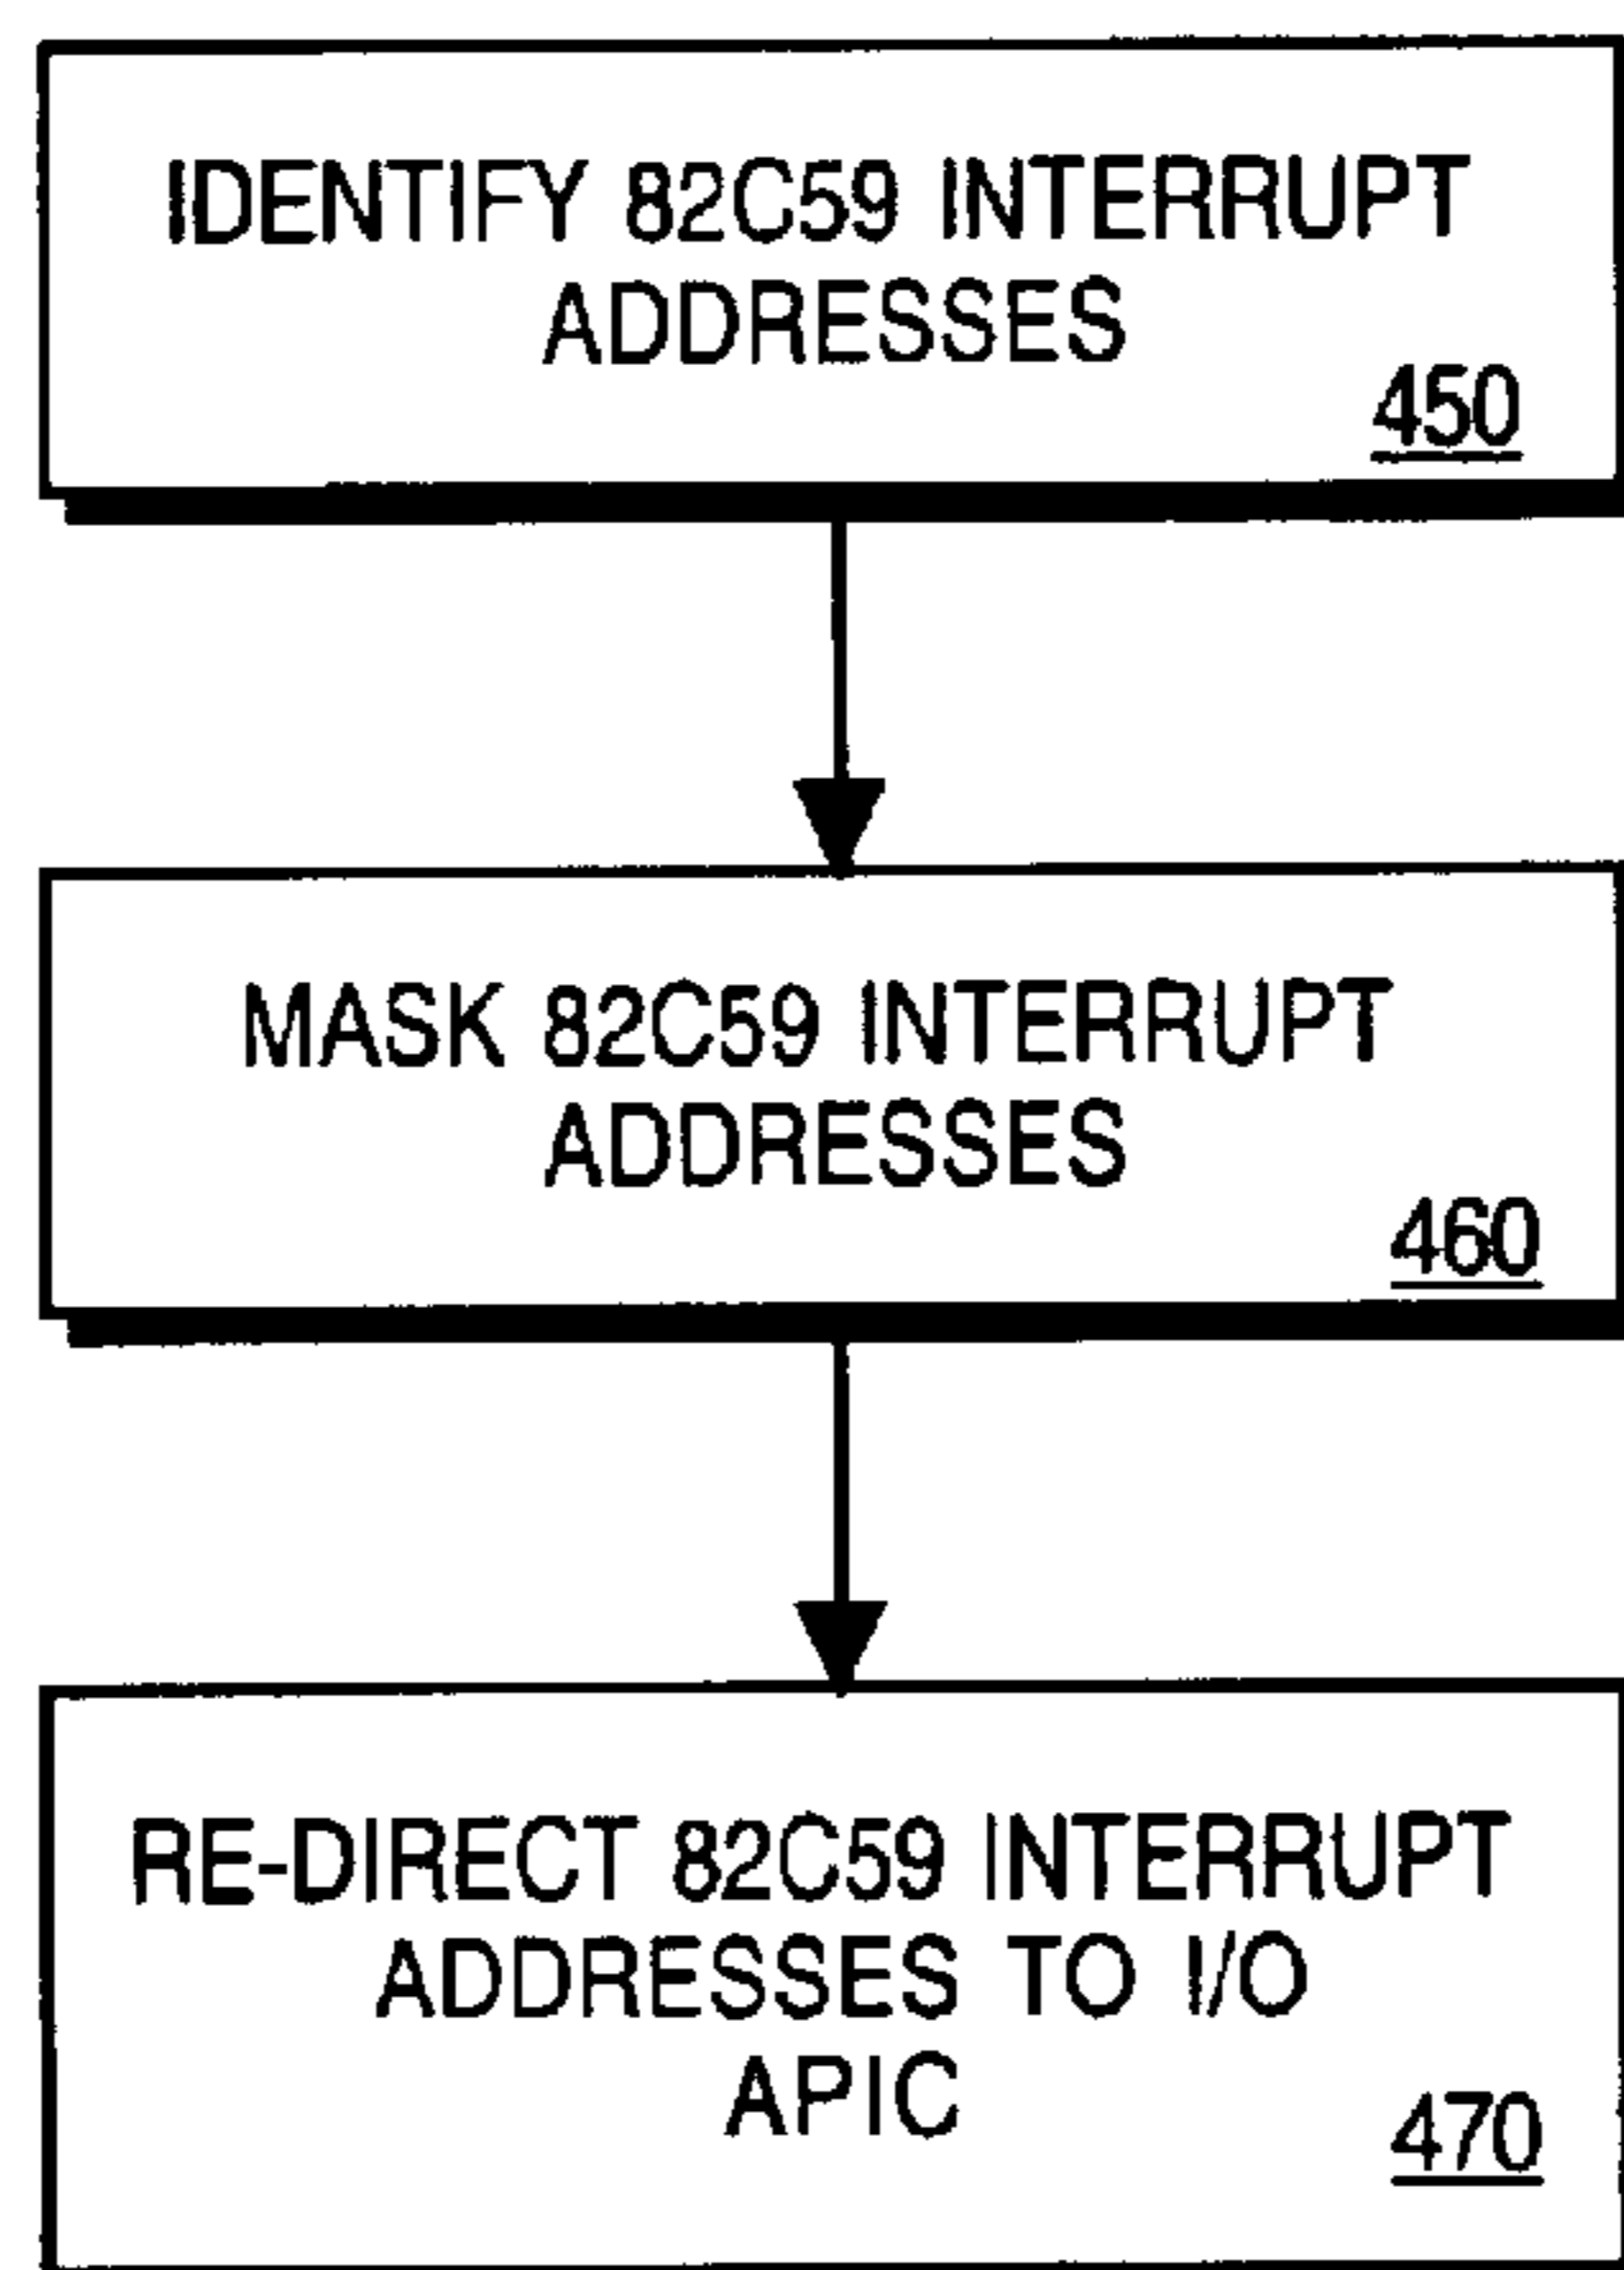 IDENTIFY 82C59 INTERRUPT
ADDRESSES
450
MASK 82C59 INTERRUPT
ADDRESSES
460
RE-DIRECT 82C59 INTERRUPT
ADDRESSES TO I/O
APIC
470